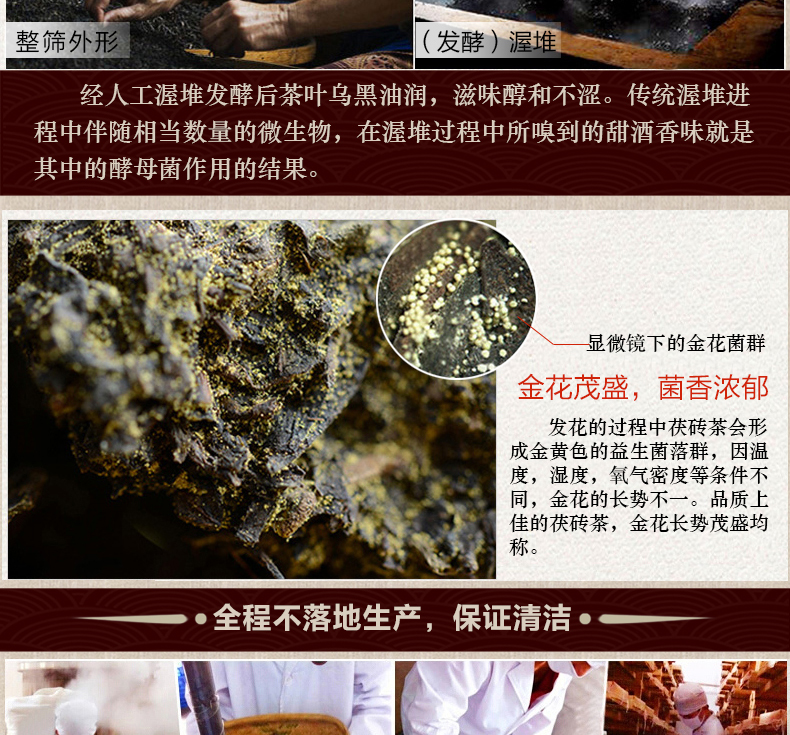 整筛外形
（发酵）渥堆
经人工渥堆发酵后茶叶乌黑油润，滋味醇和不涩。传统渥堆进
程中伴随相当数量的微生物，在渥堆过程中所嗅到的甜酒香味就是
其中的酵母菌作用的结果。
显微镜下的金花菌群
金花茂盛，菌香浓郁
发花的过程中茯砖茶会形
成金黄色的益生菌落群，因温
度，湿度，氧气密度等条件不
同，金花的长势不一。品质上
佳的茯砖茶，金花长势茂盛均
称。
全程不落地生产，保证清洁